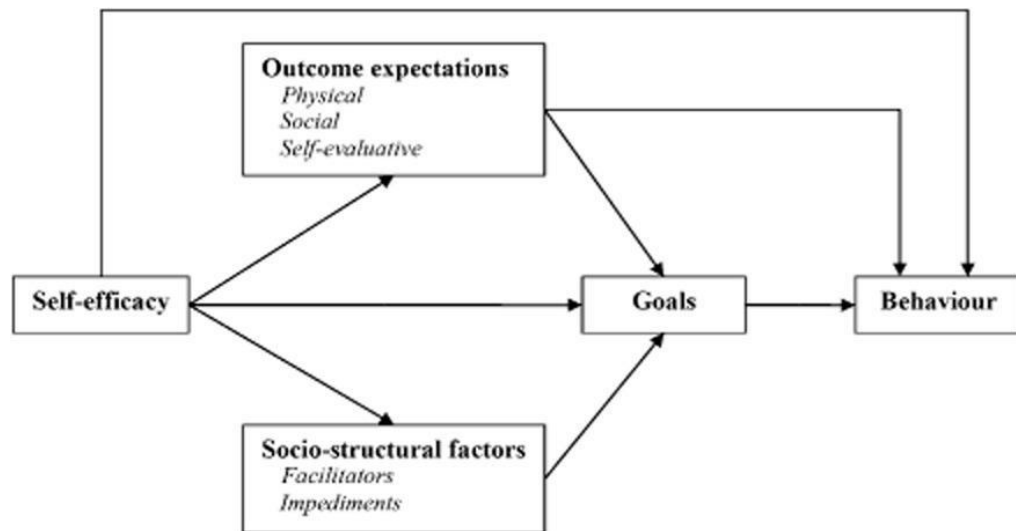 Outcome expectations
Physical
Social
Self-evaluative
Self-efficacy
Goals
Behaviour
Socio-structural factors
Facilitators
Impediments